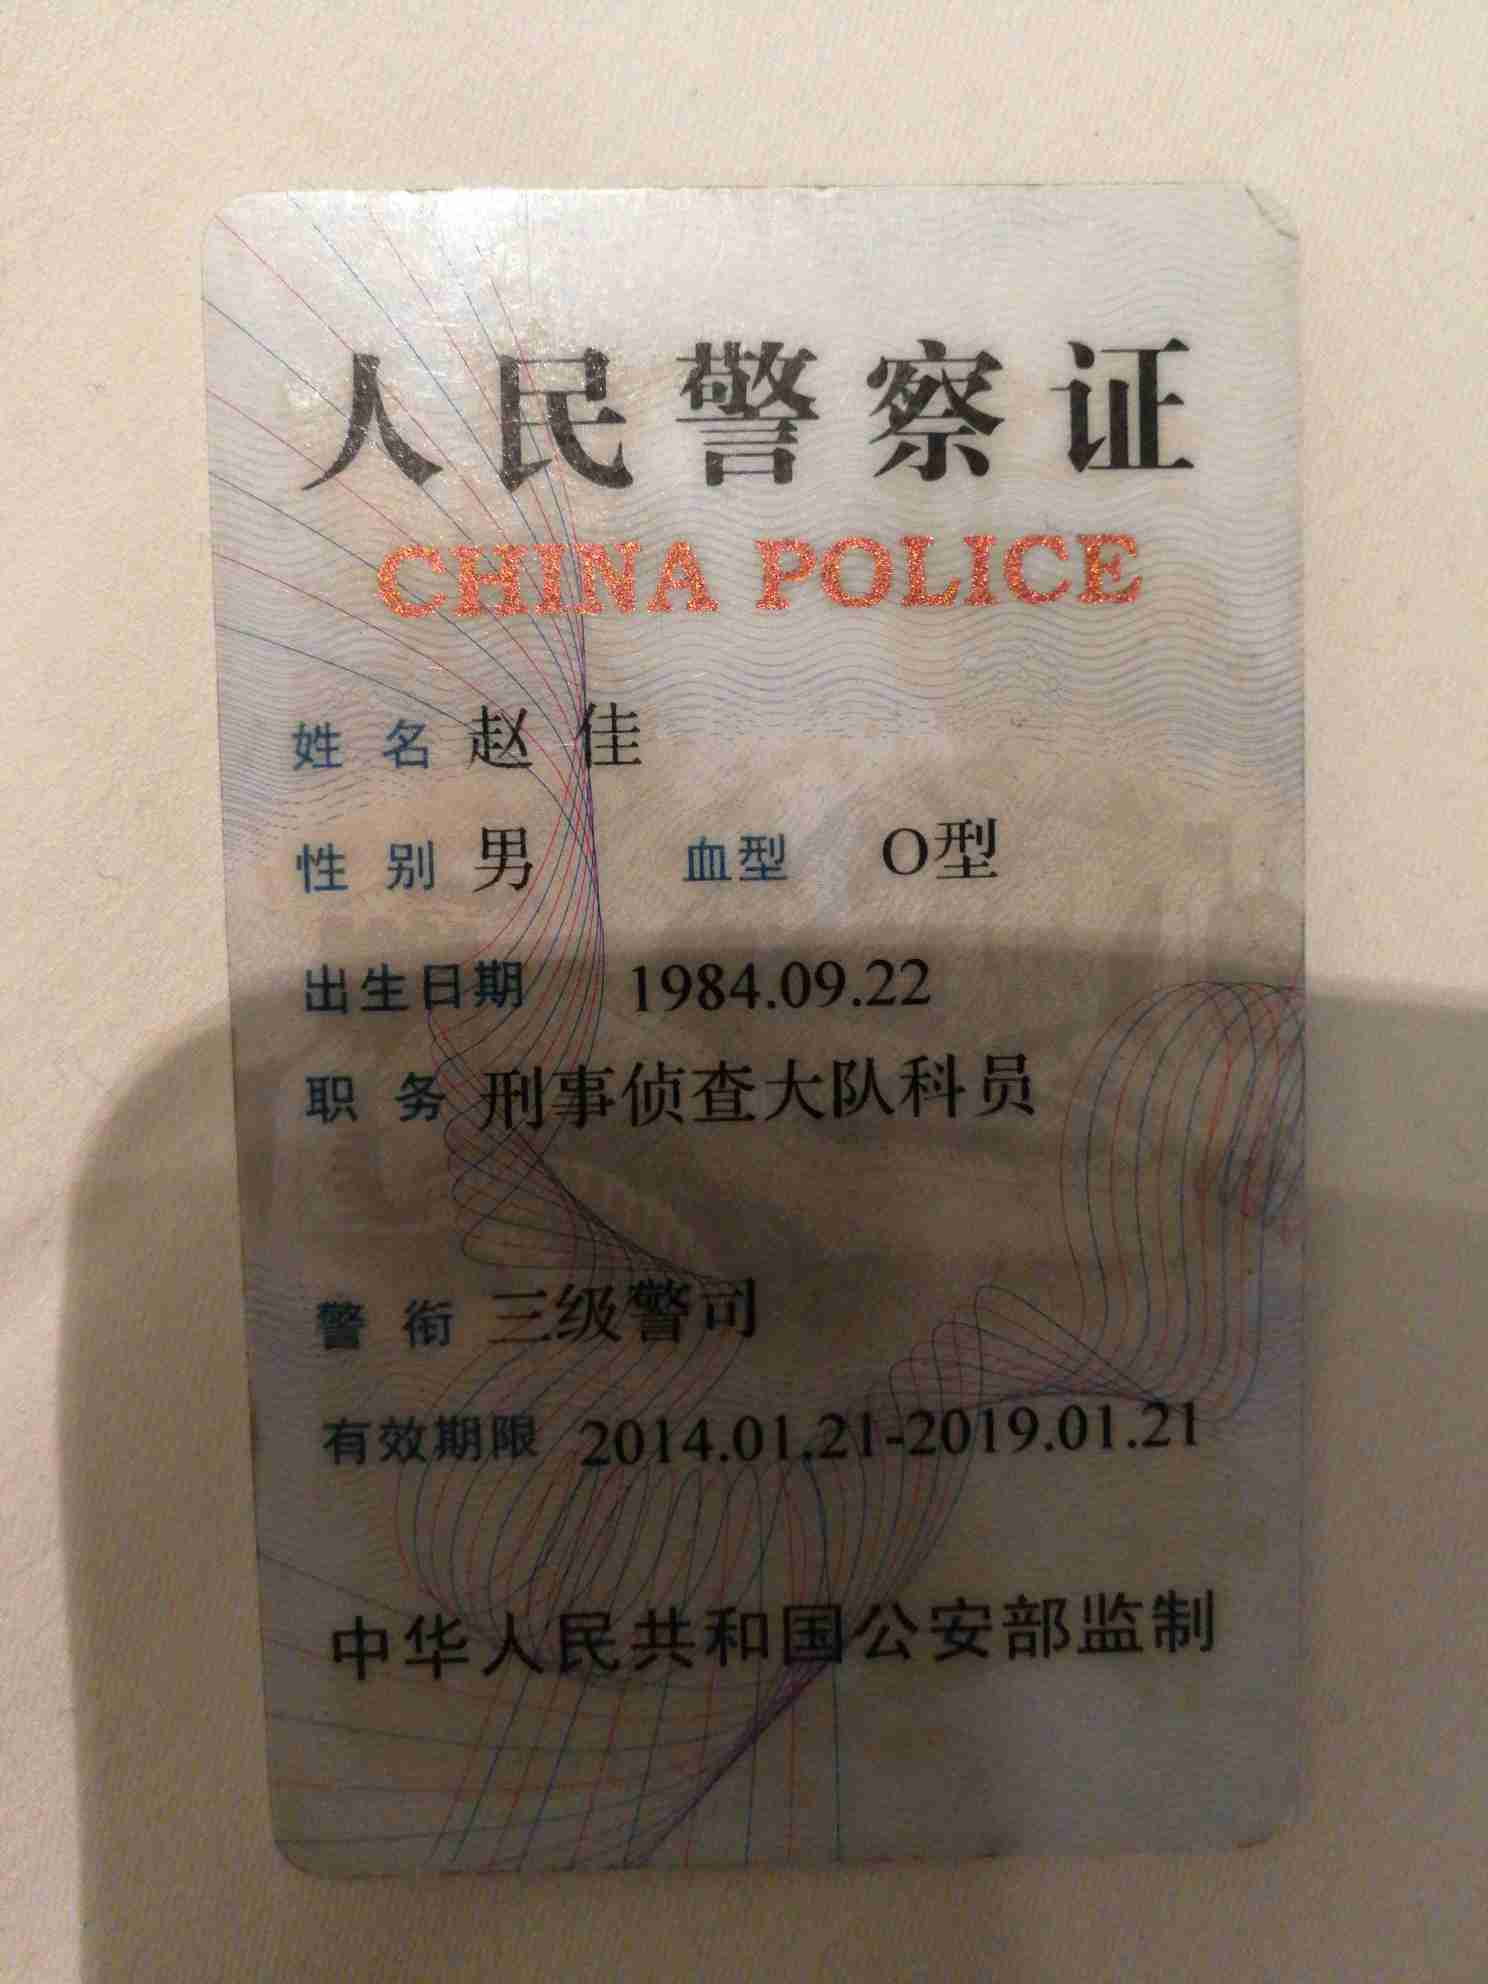 人民警察证
CHINA POLICE
姓 名 赵 佳
性 别 男 血型 O型
出生日期 1984.09.22
职 务 刑事侦查大队科员
警 衔 三级警司
有效期限 2014.01.21-2019.01.21
中华人民共和国公安部监制